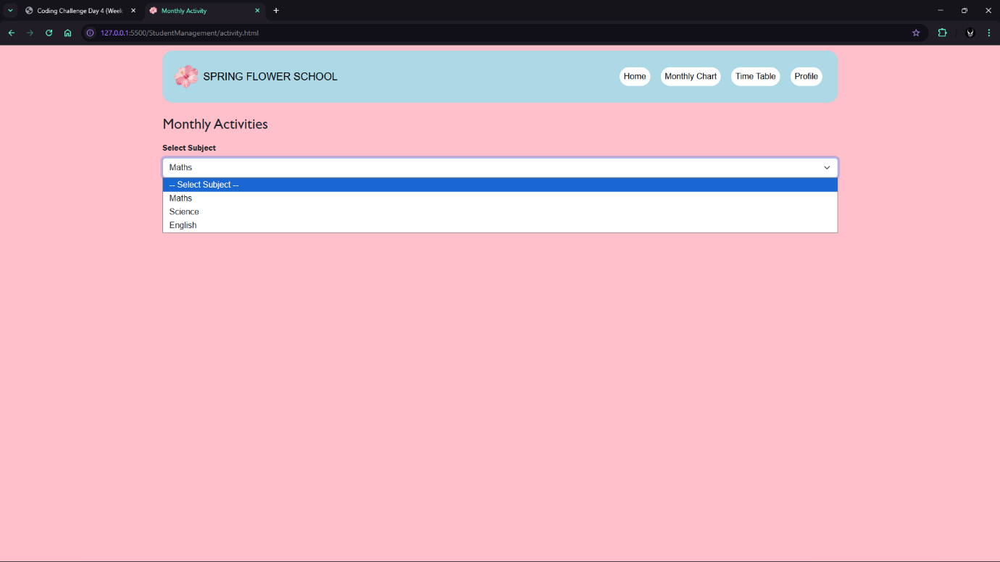 Coding Challenge Day 4 (Week
Monthly Activity
127.0.0.1:5500/StudentManagement/activity.html
SPRING FLOWER SCHOOL
Home
Monthly Chart
Time Table
Profile
Monthly Activities
Select Subject
Maths
-- Select Subject --
Maths
Science
English